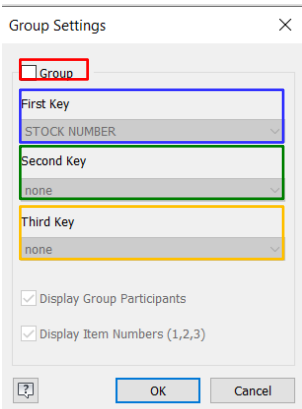 Group Settings
Group
First Key
STOCK NUMBER
Second Key
none
Third Key
none
Display Group Participants
Display Item Numbers (1,2,3)
?
OK
Cancel